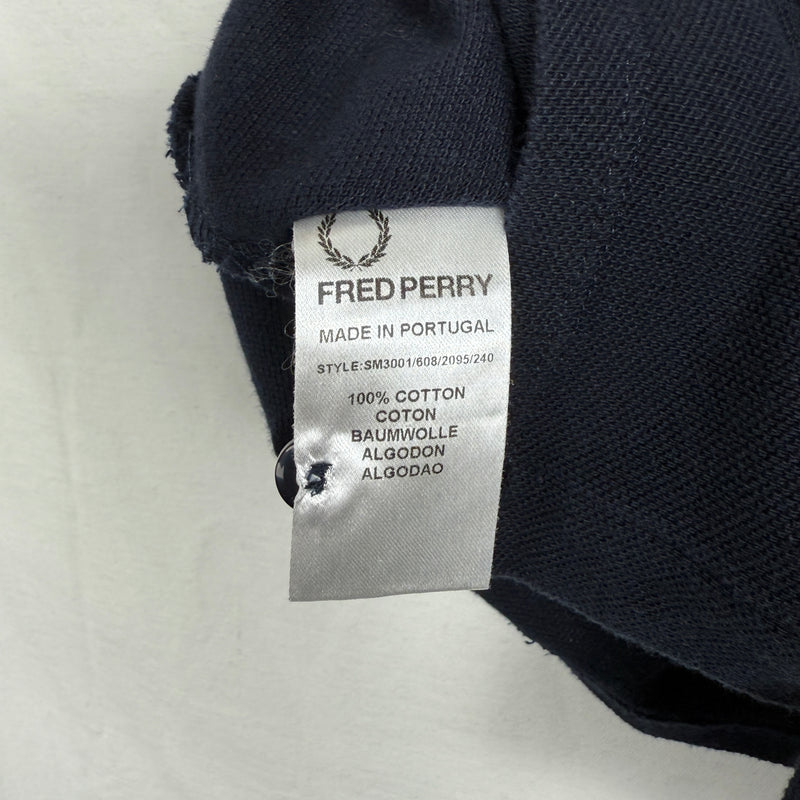 FRED PERRY
MADE IN PORTUGAL
STYLE:SM3001/608/2095/240
100% COTTON
COTON
BAUMWOLLE
ALGODON
ALGODAO